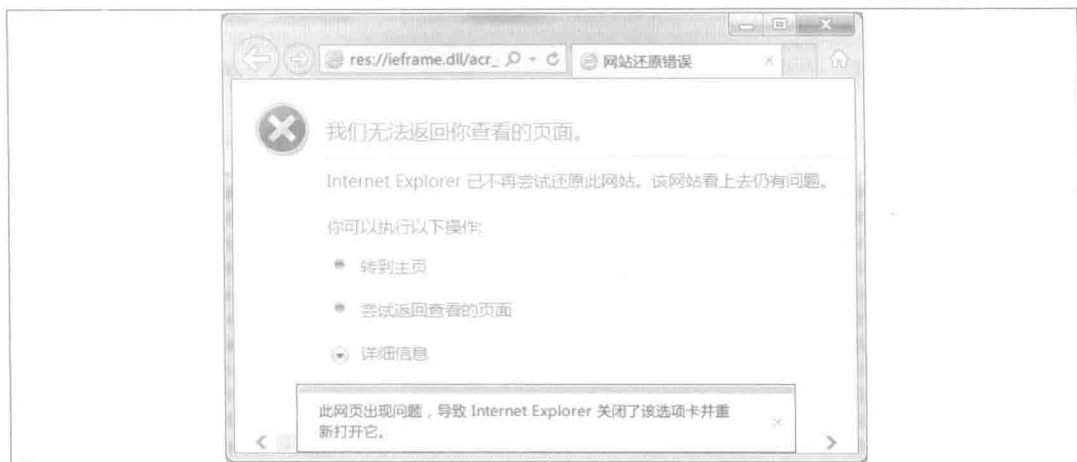 res://ieframe.dll/acr_
网站还原错误
我们无法返回你查看的页面。
Internet Explorer 已不再尝试还原此网站。该网站看上去仍有问题。
你可以执行以下操作:
转到主页
尝试返回查看的页面
详细信息
此网页出现问题，导致 Internet Explorer 关闭了该选项卡并重
新打开它。